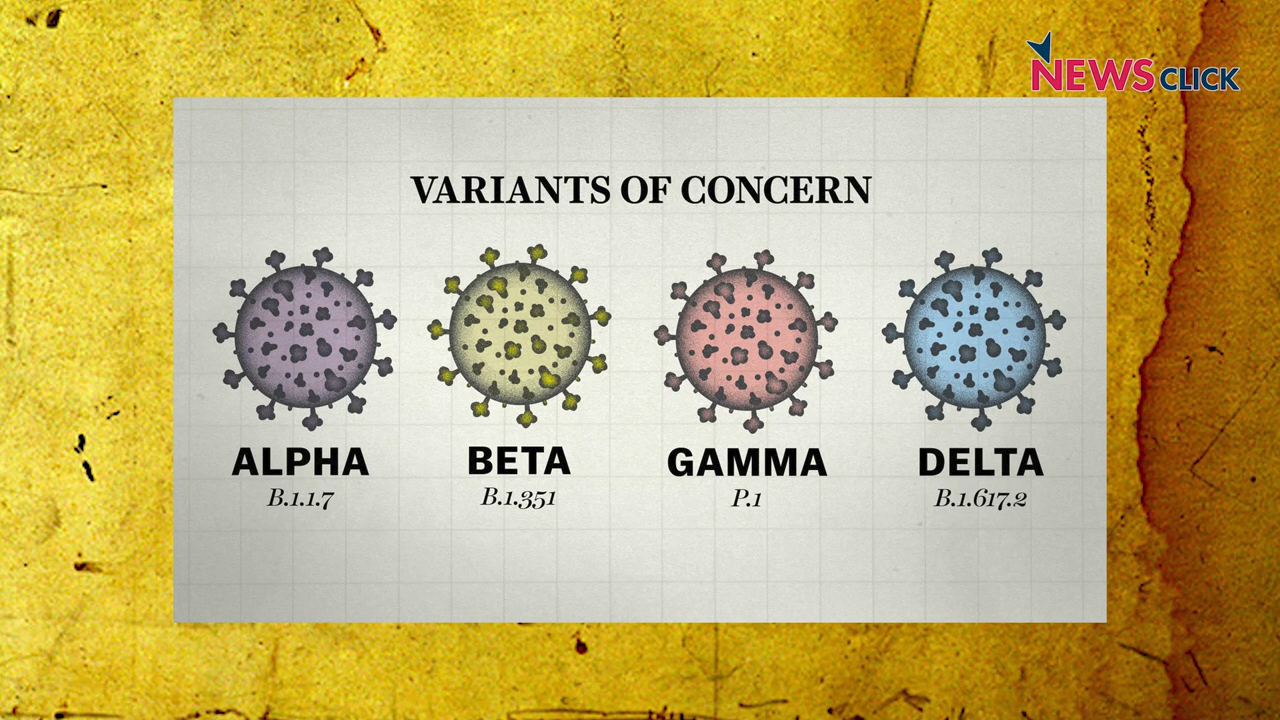 NEWSCLICK
VARIANTS OF CONCERN
ALPHA
B.1.1.7
BETA
B.1.351
GAMMA
P.1
DELTA
B.1.617.2